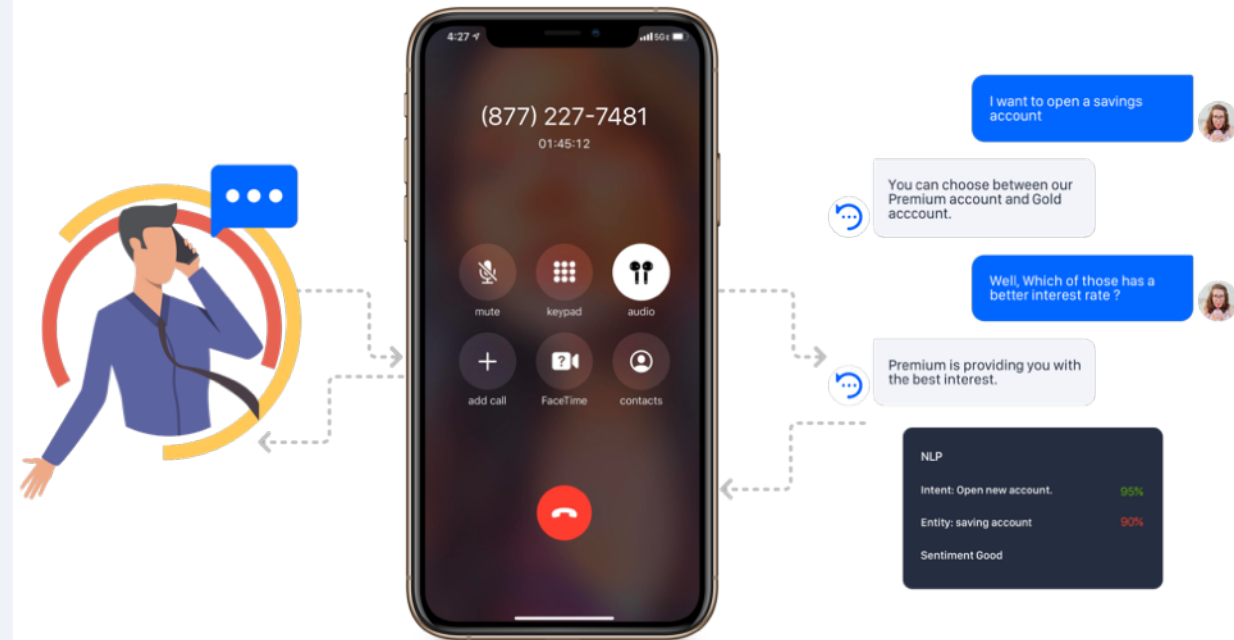 4:27
5G
(877) 227-7481
01:45:12
mute
keypad
audio
add call
FaceTime
contacts
I want to open a savings
account
You can choose between our
Premium account and Gold
acccount.
Well, Which of those has a
better interest rate ?
Premium is providing you with
the best interest.
NLP
Intent: Open new account. 95%
Entity: saving account 90%
Sentiment Good